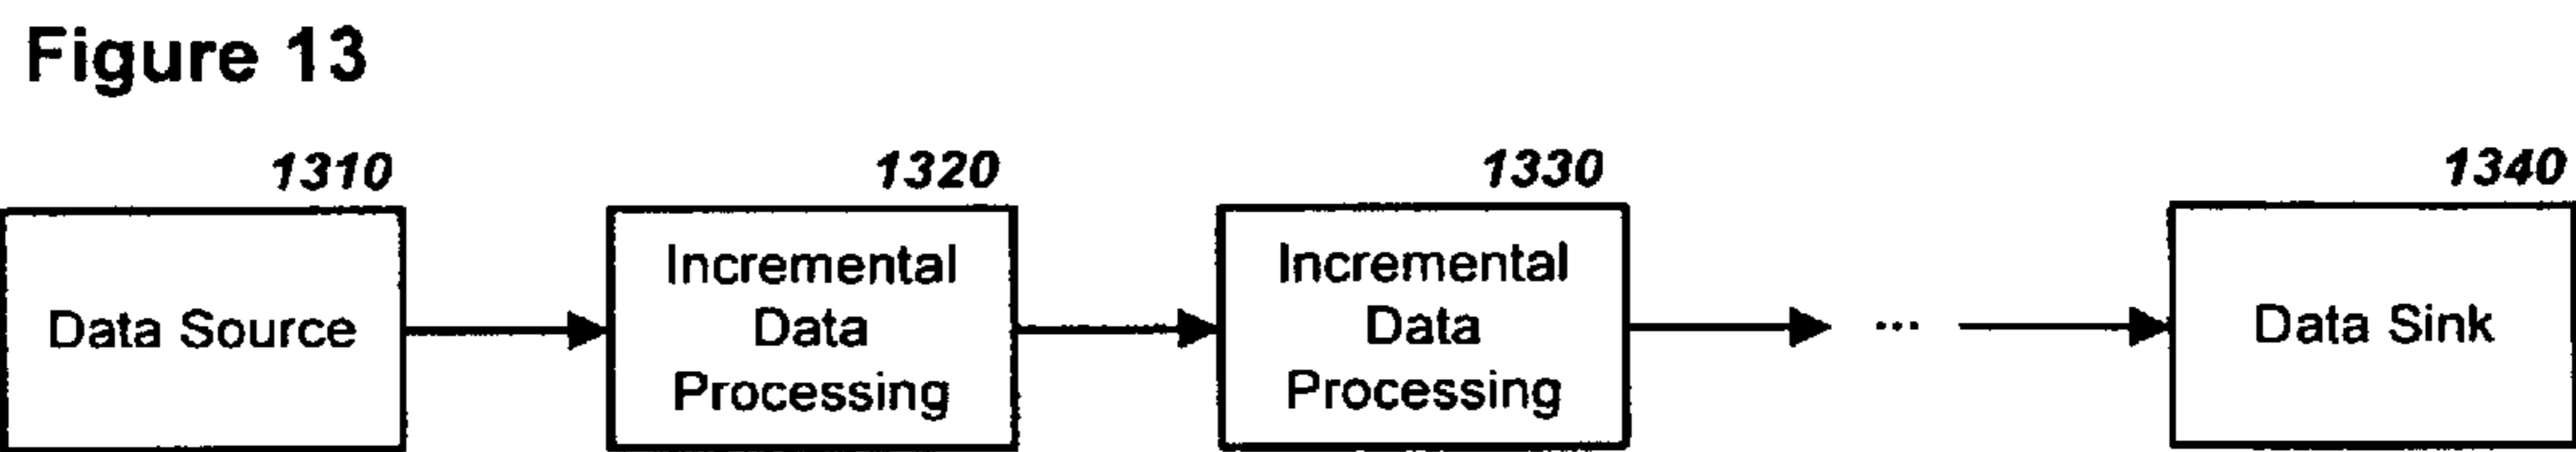 Figure 13
1310
1320
1330
1340
Data Source
Incremental
Data
Processing
Incremental
Data
Processing
...
Data Sink